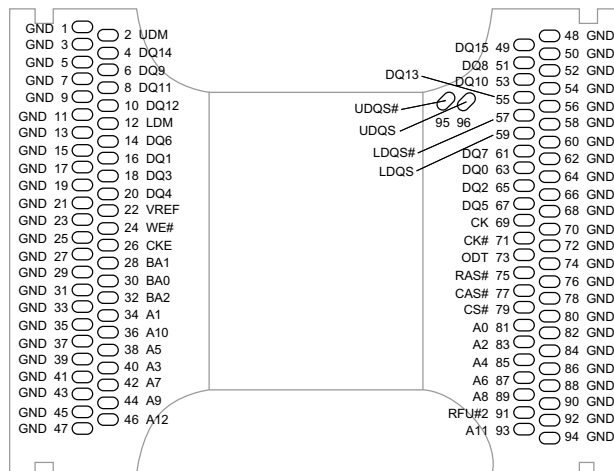 GND 1
2 UDM
GND 3
4 DQ14
GND 5
6 DQ9
GND 7
8 DQ11
GND 9
10 DQ12
GND 11
12 LDM
GND 13
14 DQ6
GND 15
16 DQ1
GND 17
18 DQ3
GND 19
20 DQ4
GND 21
22 VREF
GND 23
24 WE#
GND 25
26 CKE
GND 27
28 BA1
GND 29
30 BA0
GND 31
32 BA2
GND 33
34 A1
GND 35
36 A10
GND 37
38 A5
GND 39
40 A3
GND 41
42 A7
GND 43
44 A9
GND 45
46 A12
GND 47
UDQS#
UDQS
95 96
LDQS#
LDQS
48 GND
DQ15 49
50 GND
DQ8 51
52 GND
DQ10 53
54 GND
DQ13 55
56 GND
57
58 GND
59
60 GND
DQ7 61
62 GND
DQ0 63
64 GND
DQ2 65
66 GND
DQ5 67
68 GND
CK 69
70 GND
CK# 71
72 GND
ODT 73
74 GND
RAS# 75
76 GND
CAS# 77
78 GND
CS# 79
80 GND
A0 81
82 GND
A2 83
84 GND
A4 85
86 GND
A6 87
88 GND
A8 89
90 GND
RFU#2 91
92 GND
A11 93
94 GND